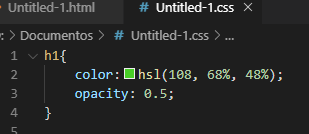 Untitled-1.html # Untitled-1.css ×
> Documentos > # Untitled-1.css > ...
1 h1{
2 color: hsl(108, 68%, 48%);
3 opacity: 0.5;
4 }